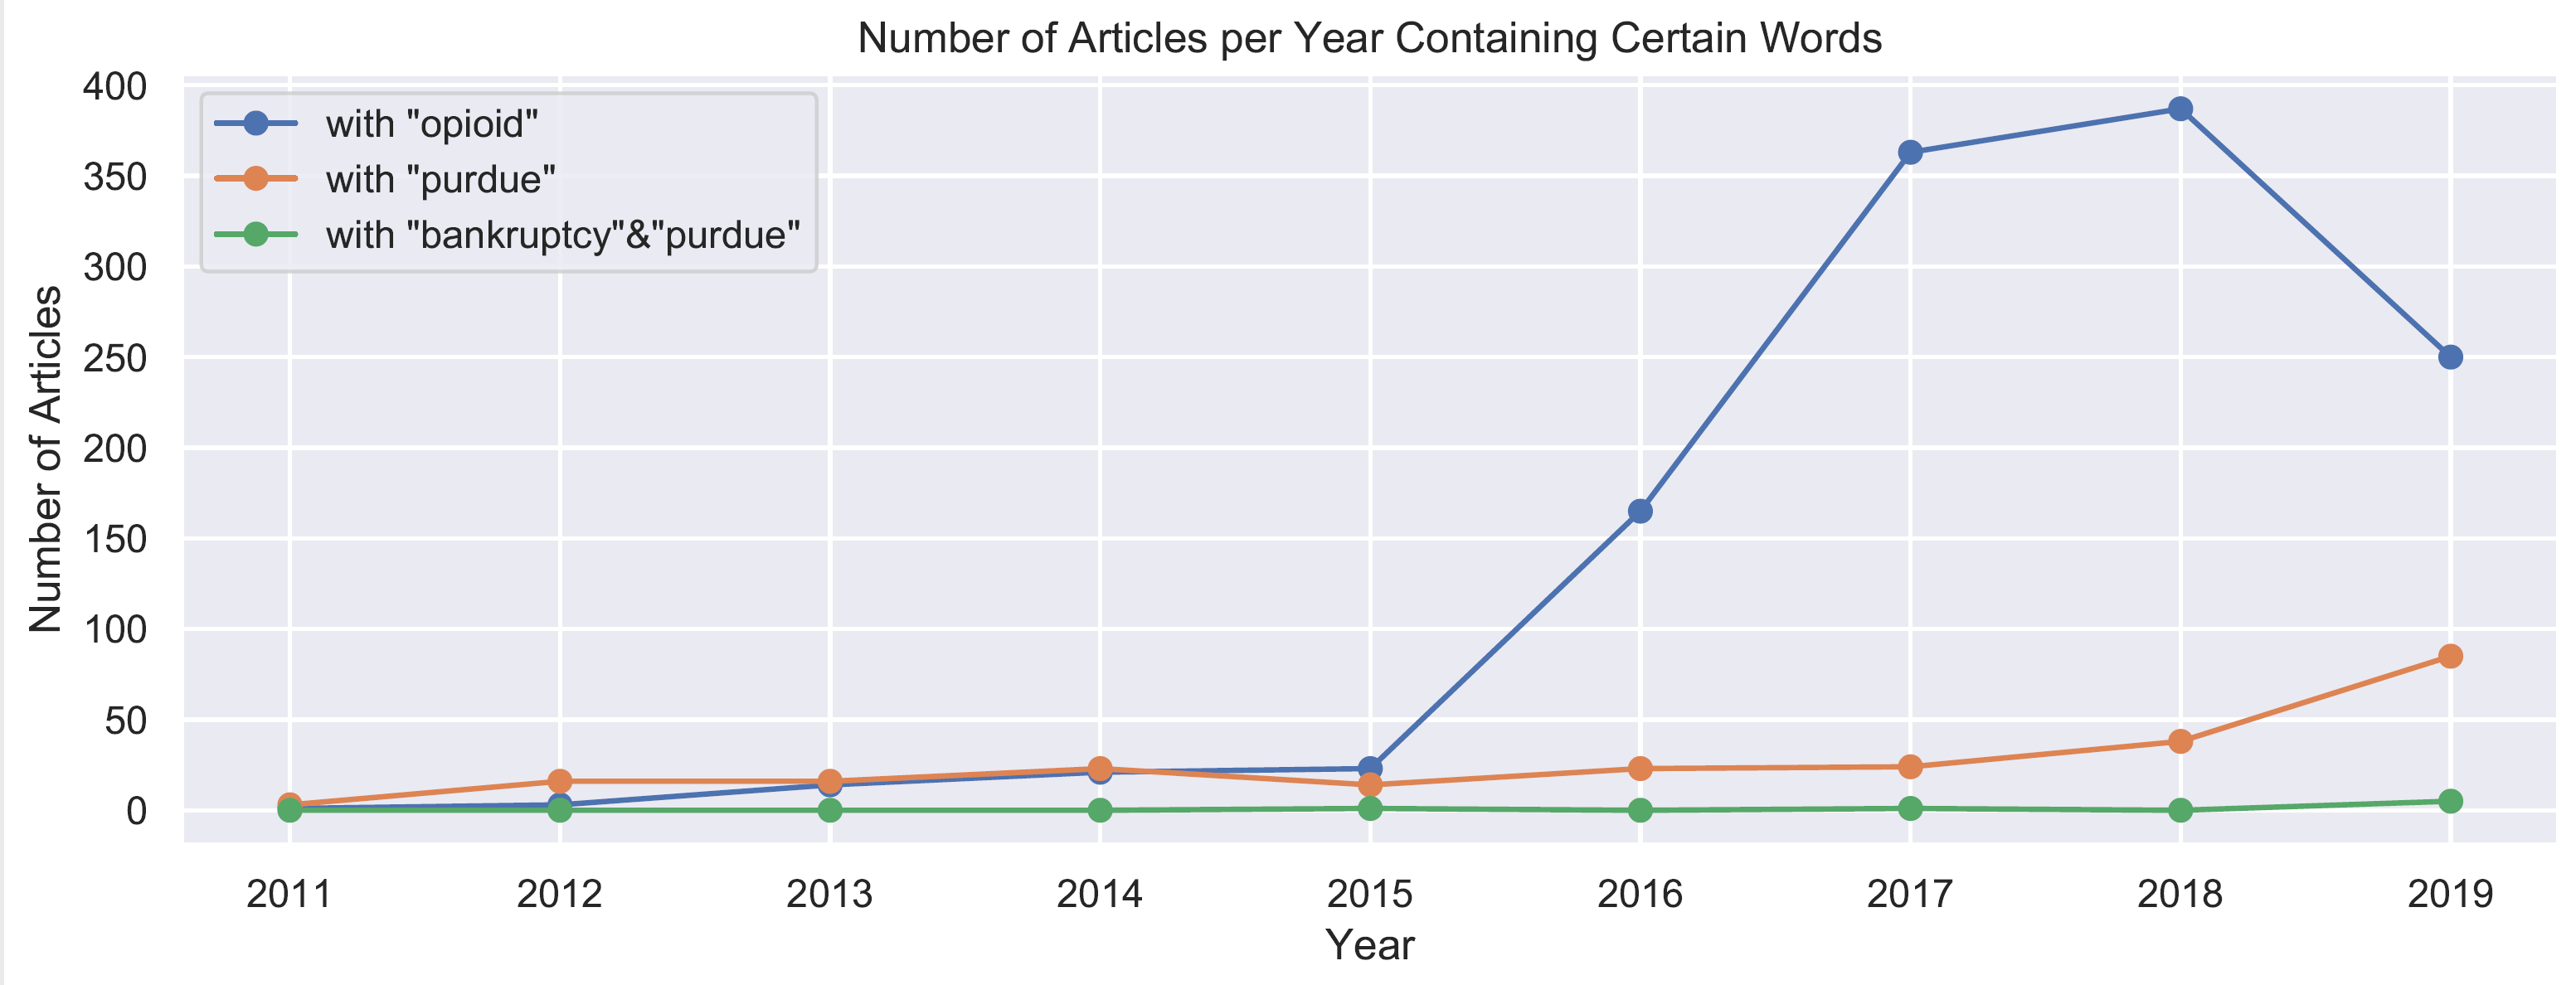 Number of Articles per Year Containing Certain Words
400
350
300
250
200
150
100
50
0
Number of Articles
with "opioid"
with "purdue"
with "bankruptcy"&"purdue"
2011 2012 2013 2014 2015 2016 2017 2018 2019
Year